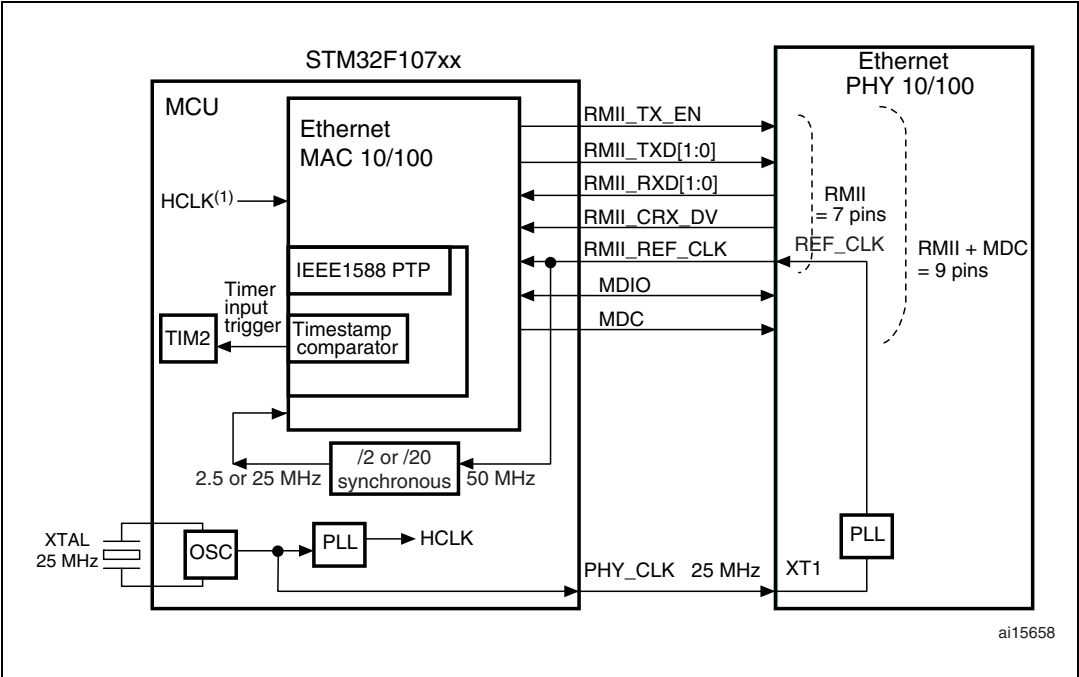 STM32F107xx
Ethernet
PHY 10/100
MCU
Ethernet
MAC 10/100
HCLK(1)
IEEE1588 PTP
Timer
input
trigger
Timestamp
comparator
TIM2
RMII_TX_EN
RMII_TXD[1:0]
RMII_RXD[1:0]
RMII_CRX_DV
RMII_REF_CLK
MDIO
MDC
RMII
= 7 pins
REF_CLK
RMII + MDC
= 9 pins
/2 or /20
synchronous
2.5 or 25 MHz
50 MHz
XTAL
25 MHz
OSC
PLL
HCLK
PHY_CLK 25 MHz
XT1
PLL
ai15658